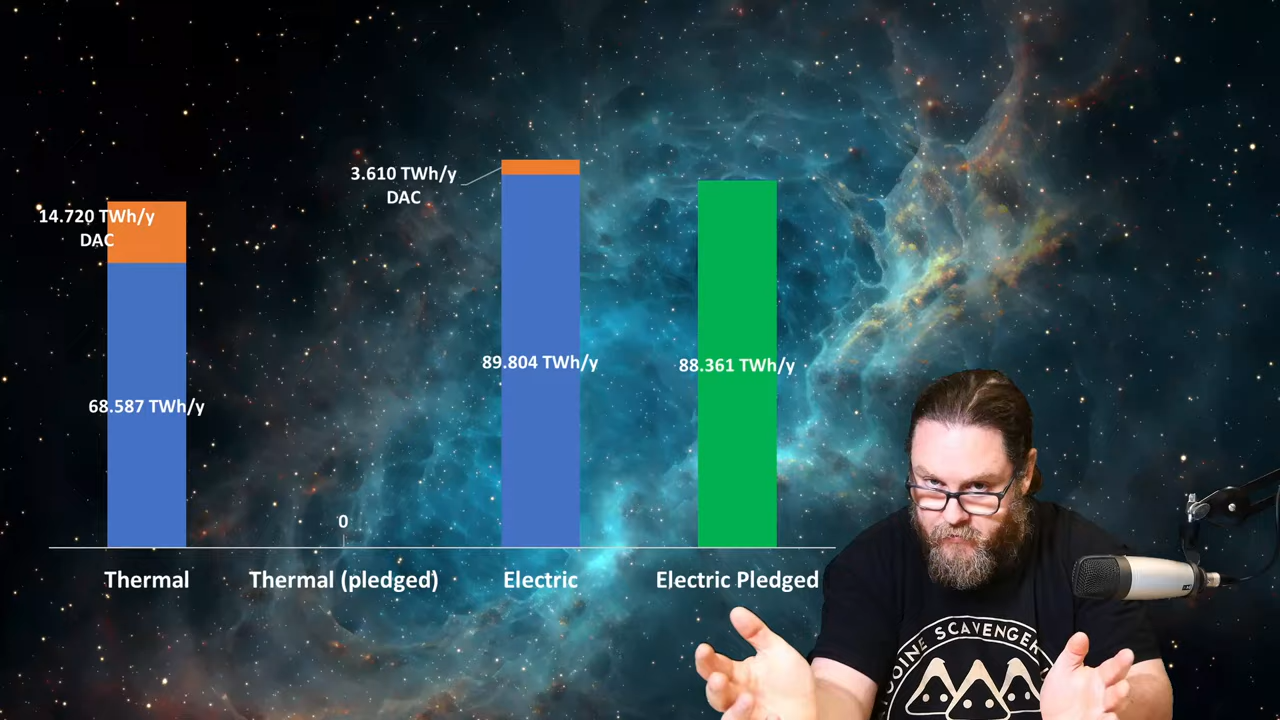 3.610 TWh/y
DAC
14.720 TWh/y
DAC
89.804 TWh/y
88.361 TWh/y
68.587 TWh/y
0
Thermal
Thermal (pledged)
Electric
Electric Pledged
SCAVENGER